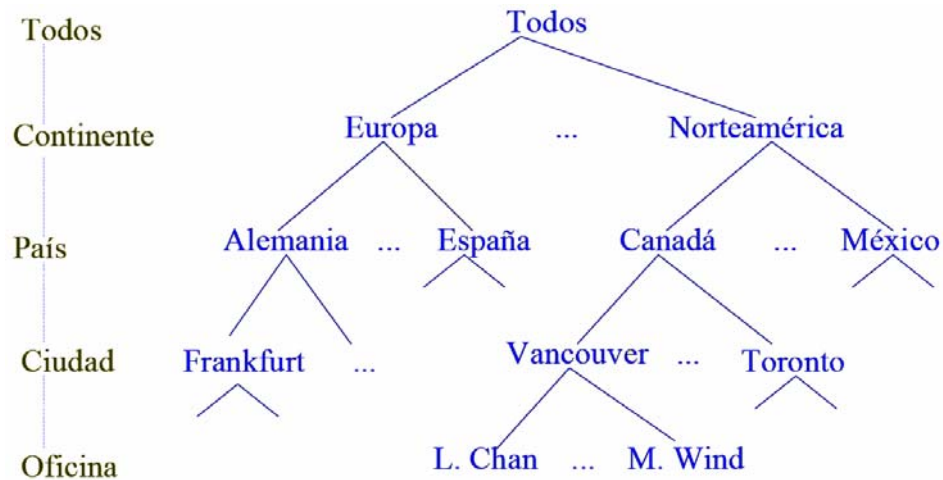 Todos Todos
Continente Europa ... Norteamérica
País Alemania ... España Canadá ... México
Ciudad Frankfurt ... Vancouver ... Toronto
Oficina L. Chan ... M. Wind